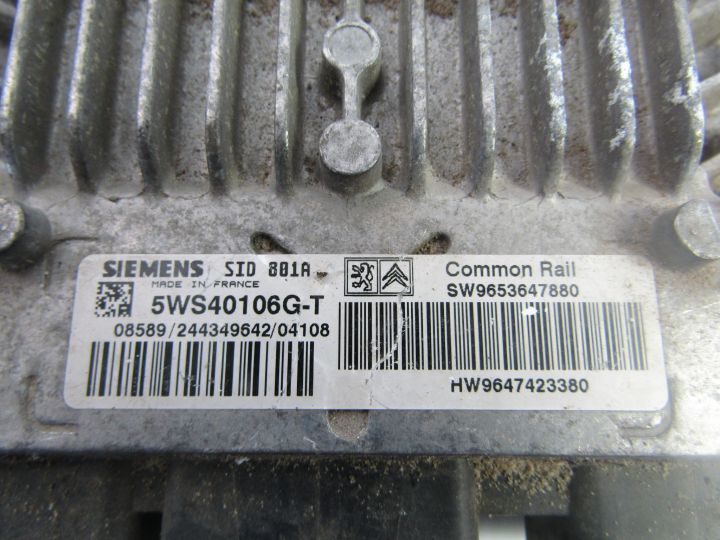 SIEMENS SID 801A
MADE IN FRANCE
5WS40106G-T
08589/244349642/04108
Common Rail
SW9653647880
HW9647423380